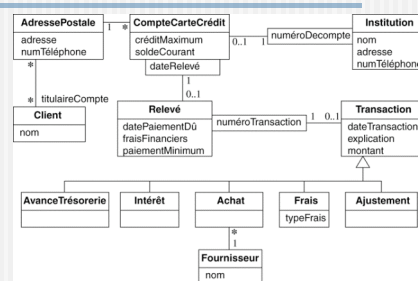 AdressePostale
adresse
numTéléphone
1
*
CompteCarteCrédit
créditMaximum
soldeCourant
dateRelevé
0..1
1
numéroDecompte
Institution
nom
adresse
numTéléphone
*
*
titulaireCompte
Client
nom
1
0..1
Relevé
datePaiementDû
fraisFinanciers
paiementMinimum
numéroTransaction
1
0..1
Transaction
dateTransaction
explication
montant
AvanceTrésorerie
Intérêt
Achat
Frais
typeFrais
Ajustement
*
1
Fournisseur
nom